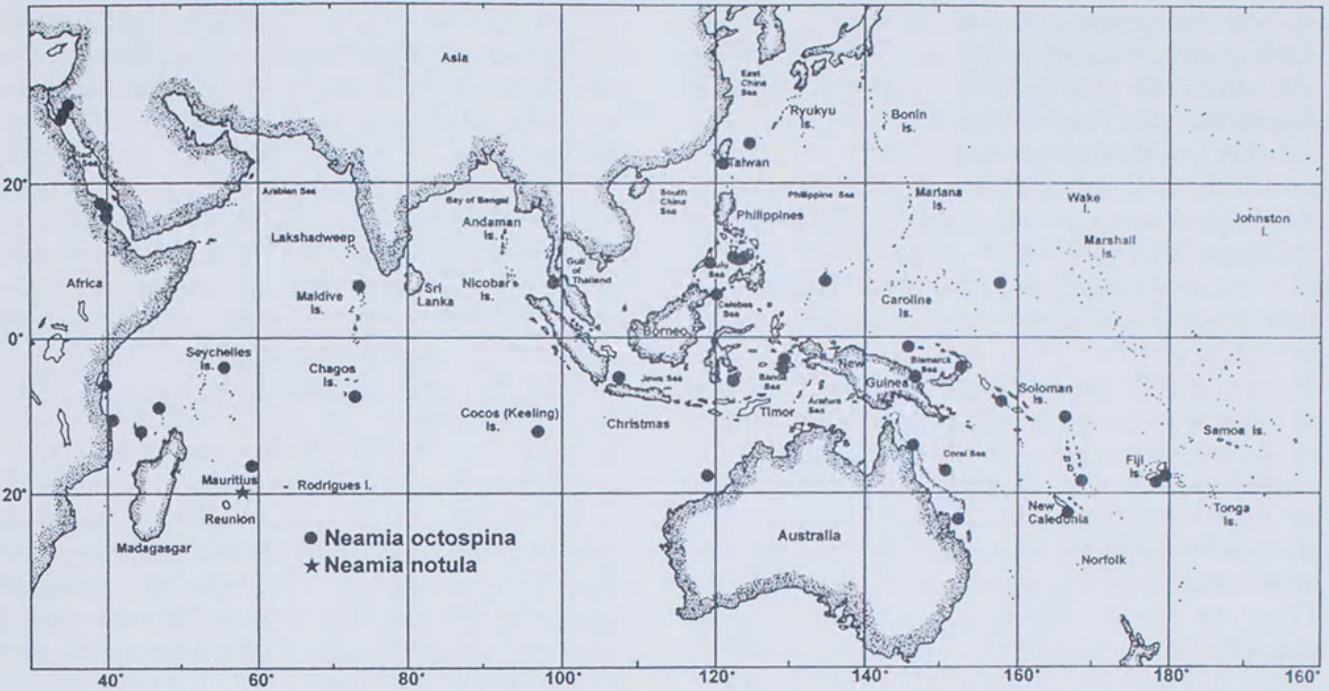 Asia
East
China
Sea
Ryukyu
Is.
Bonin
Is.
Red
Sea
Taiwan
20°
Arabian Sea
Bay of Bengal
South
China
Sea
Philippine Sea
Mariana
Is.
Wake
I.
Johnston
I.
Lakshadweep
Andaman
Is.
Philippines
Marshall
Is.
Africa
Maldive
Is.
Sri
Lanka
Nicobar
Is.
Gulf
of
Thailand
Sulu
Sea
Celebes
Sea
Caroline
Is.
0°
Borneo
Seychelles
Is.
Chagos
Is.
Java Sea
Banda
Sea
New
Guinea
Bismarck
Sea
Soloman
Is.
Cocos (Keeling)
Is.
Christmas
Timor
Arafura
Sea
Samoa Is.
Coral Sea
Fiji
Is.
Mauritius
Rodrigues I.
20°
Reunion
New
Caledonia
Tonga
Is.
Madagasgar
Neamia octospina
Neamia notula
Australia
Norfolk
40°
60°
80°
100°
120°
140°
160°
180°
160°